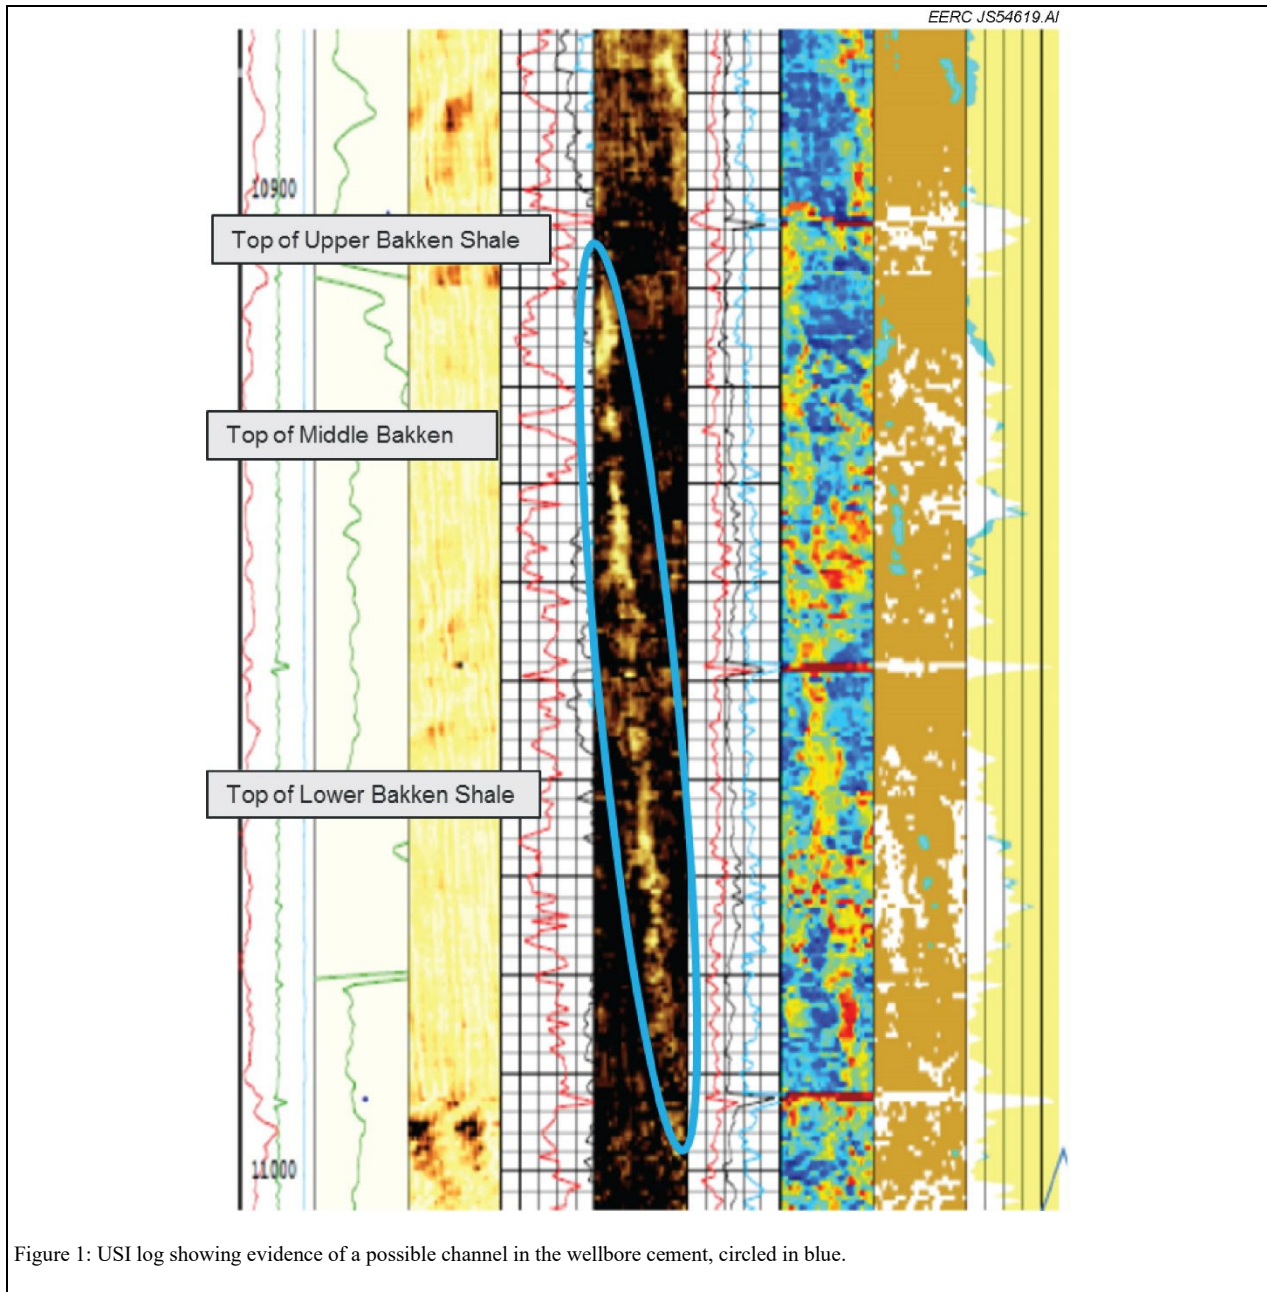 EERC JS54619.AI
10900
Top of Upper Bakken Shale
Top of Middle Bakken
Top of Lower Bakken Shale
11000
Figure 1: USI log showing evidence of a possible channel in the wellbore cement, circled in blue.